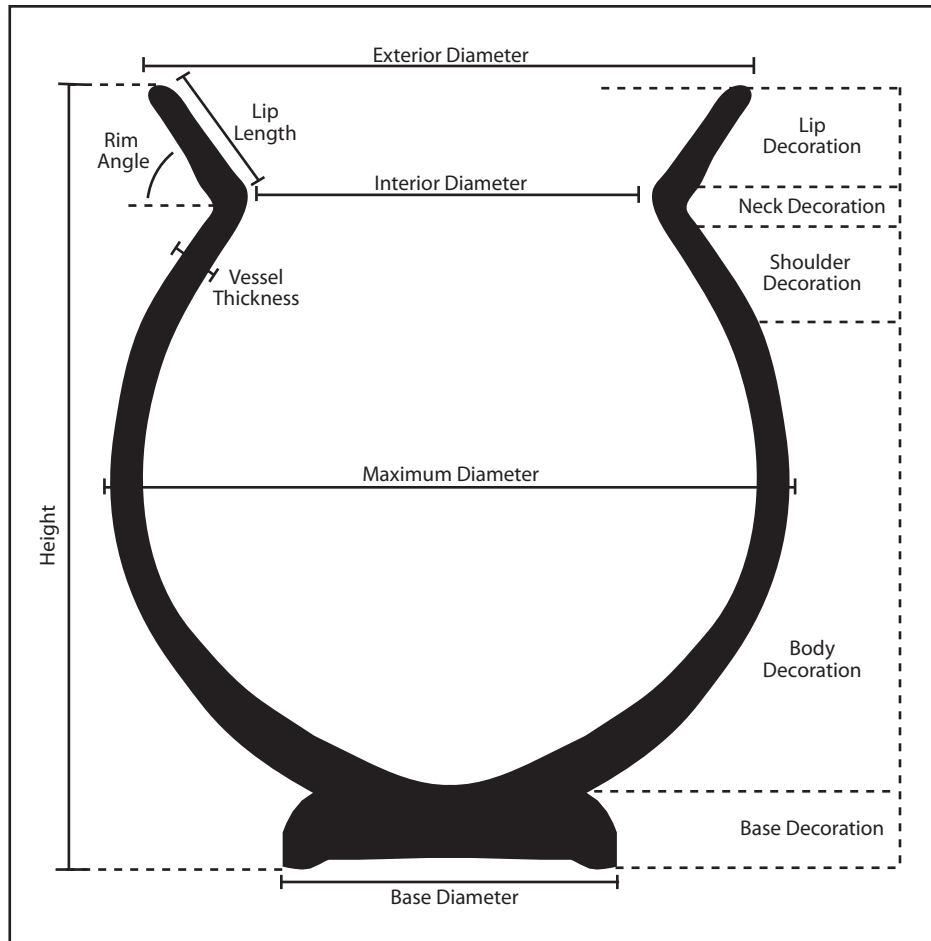 Exterior Diameter
Lip
Length
Lip
Decoration
Rim
Angle
Interior Diameter
Neck Decoration
Vessel
Thickness
Shoulder
Decoration
Maximum Diameter
Height
Body
Decoration
Base Decoration
Base Diameter